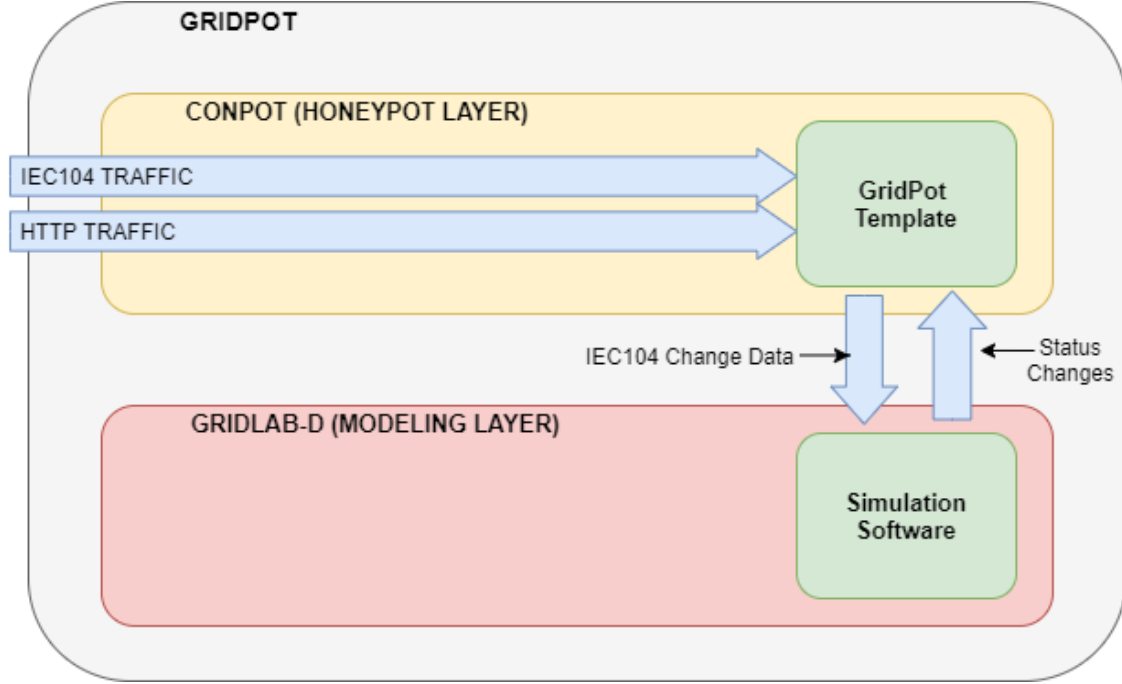 GRIDPOT
CONPOT (HONEYPOT LAYER)
IEC104 TRAFFIC
HTTP TRAFFIC
GridPot
Template
IEC104 Change Data
Status
Changes
GRIDLAB-D (MODELING LAYER)
Simulation
Software